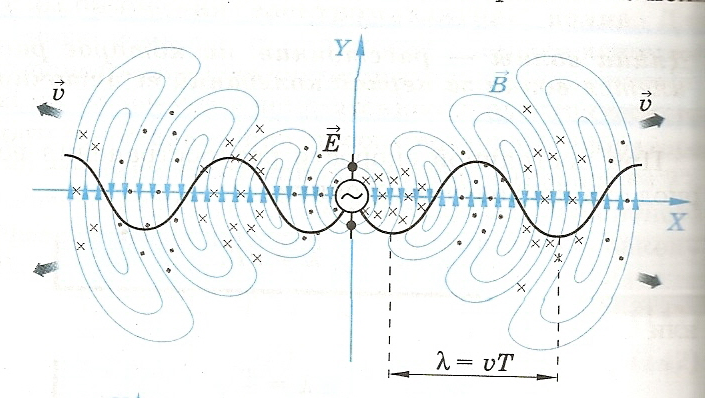 Y
B⃗
v⃗
v⃗
E⃗
~
X
λ = vT